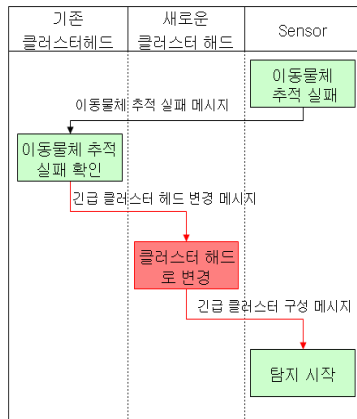 기존
클러스터헤드
새로운
클러스터 해드
Sensor
이동물체
추적 실패
이동물체 추적 실패 메시지
이동물체 추적
실패 확인
긴급 클러스터 헤드 변경 메시지
클러스터 해드
로 변경
긴급 클러스터 구성 메시지
탐지 시작